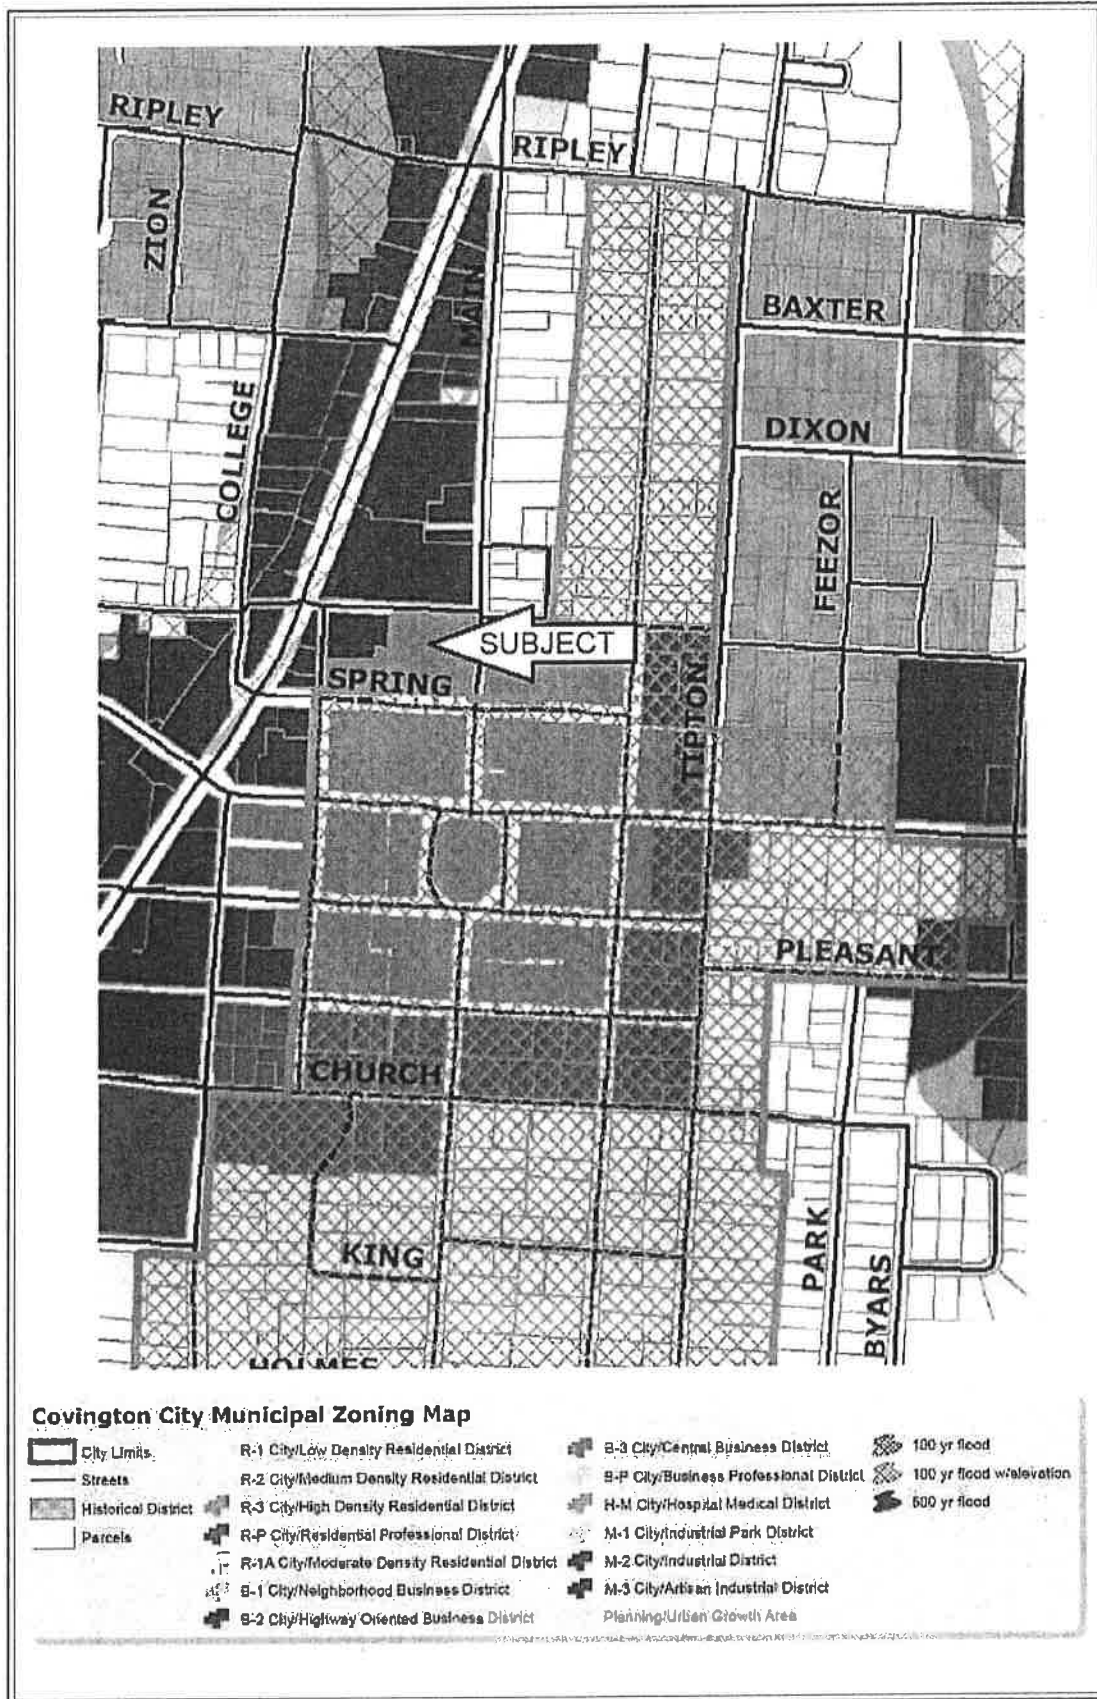 RIPLEY
RIPLEY
ZION
MAIN
BAXTER
COLLEGE
DIXON
FEEZOR
SUBJECT
SPRING
TIPTON
PLEASANT
CHURCH
KING
PARK
BYARS
HOLMES
Covington City Municipal Zoning Map
City Limits
Streets
Historical District
Parcels
R-1 City/Low Density Residential District
R-2 City/Medium Density Residential District
R-3 City/High Density Residential District
R-P City/Residential Professional District
R-1A City/Moderate Density Residential District
B-1 City/Neighborhood Business District
B-2 City/Highway Oriented Business District
B-3 City/Central Business District
B-P City/Business Professional District
H-M City/Hospital Medical District
M-1 City/Industrial Park District
M-2 City/Industrial District
M-3 City/Artisan Industrial District
Planning/Urban Growth Area
100 yr flood
100 yr flood w/elevation
500 yr flood